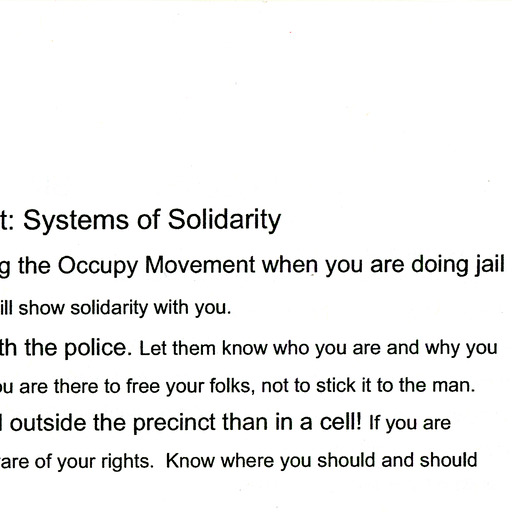 t: Systems of Solidarity
g the Occupy Movement when you are doing jail
ill show solidarity with you.
th the police. Let them know who you are and why you
ou are there to free your folks, not to stick it to the man.
l outside the precinct than in a cell! If you are
are of your rights.  Know where you should and should